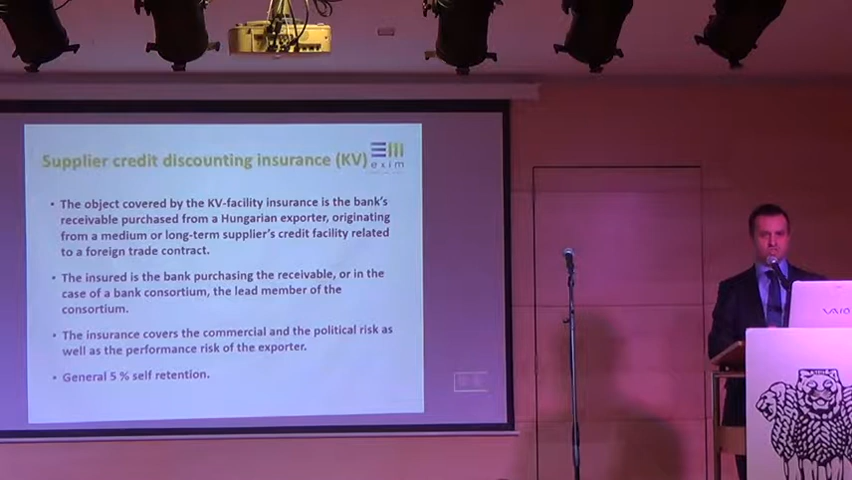 Supplier credit discounting insurance (KV)
exim
• The object covered by the KV-facility insurance is the bank's
receivable purchased from a Hungarian exporter, originating
from a medium or long-term supplier's credit facility related
to a foreign trade contract.
• The insured is the bank purchasing the receivable, or in the
case of a bank consortium, the lead member of the
consortium.
• The insurance covers the commercial and the political risk as
well as the performance risk of the exporter.
• General 5 % self retention.
VAIO